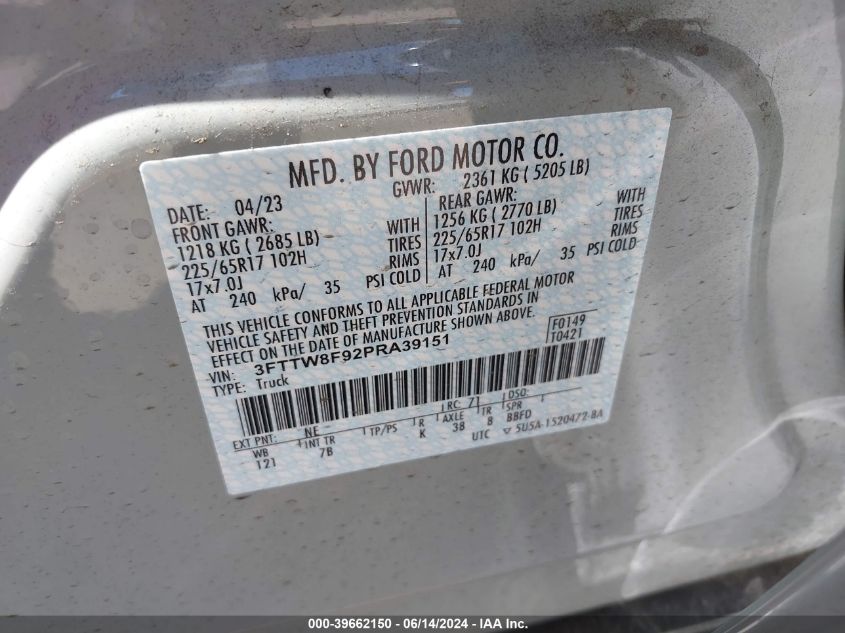 MFD. BY FORD MOTOR CO.
DATE: 04/23 GVWR: 2361 KG ( 5205 LB)
FRONT GAWR: REAR GAWR:
1218 KG ( 2685 LB) WITH 1256 KG ( 2770 LB) WITH
225/65R17 102H TIRES 225/65R17 102H TIRES
17x7.0J RIMS 17x7.0J RIMS
AT 240 kPa/ 35 PSI COLD AT 240 kPa/ 35 PSI COLD
THIS VEHICLE CONFORMS TO ALL APPLICABLE FEDERAL MOTOR
VEHICLE SAFETY AND THEFT PREVENTION STANDARDS IN
EFFECT ON THE DATE OF MANUFACTURE SHOWN ABOVE.
F0149
T0421
VIN: 3FTTW8F92PRA39151
TYPE: Truck
EXT PNT: NE RC: 71 DSO:
WB INT TR TP/PS R AXLE TR SPR
121 7B K 38 8 BBFD
UTC ▽ 5U5A-1520472-BA
000-39662150 - 06/14/2024 - IAA Inc.